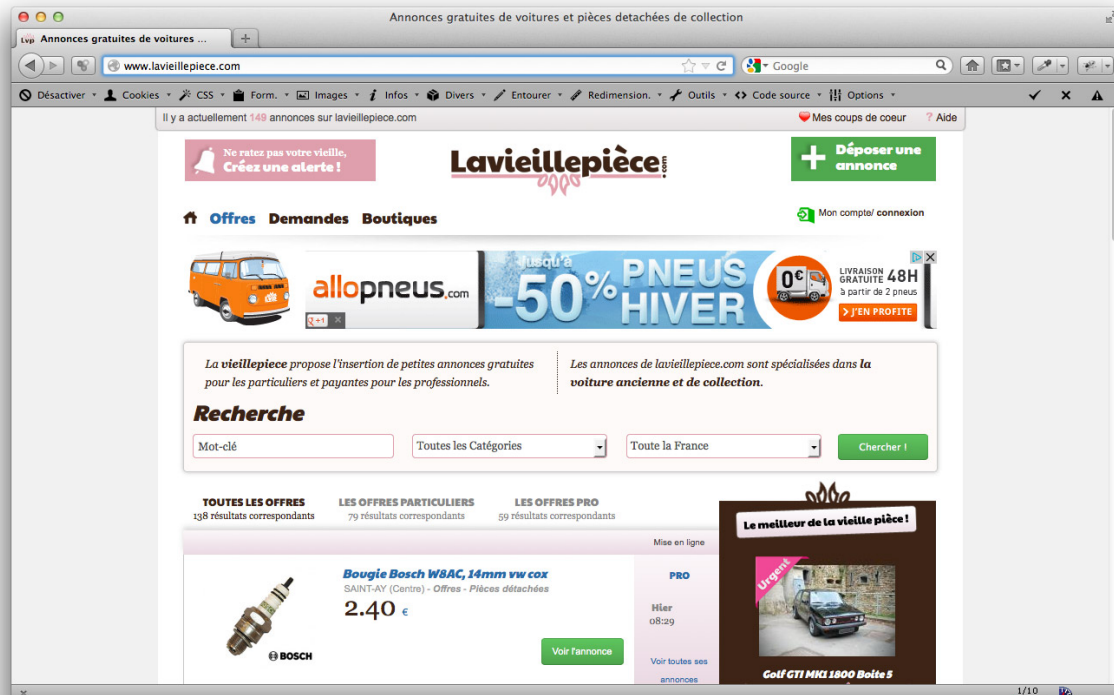 Annonces gratuites de voitures et pièces detachées de collection
Lvp Annonces gratuites de voitures ...
www.lavieillepiece.com
Google
Désactiver Cookies CSS Form. Images Infos Divers Entourer Redimension. Outils Code source Options
Il y a actuellement 149 annonces sur lavieillepiece.com
Mes coups de coeur ? Aide
Ne ratez pas votre vieille,
Créez une alerte !
Lavieillepièce.com
Déposer une
annonce
Offres Demandes Boutiques
Mon compte/ connexion
allopneus.com
Jusqu'à
-50% PNEUS
HIVER
0€
LIVRAISON
GRATUITE 48H
à partir de 2 pneus
J'EN PROFITE
+1
La vieillepiece propose l'insertion de petites annonces gratuites
pour les particuliers et payantes pour les professionnels.
Les annonces de lavieillepiece.com sont spécialisées dans la
voiture ancienne et de collection.
Recherche
Mot-clé
Toutes les Catégories
Toute la France
Chercher !
TOUTES LES OFFRES
138 résultats correspondants
LES OFFRES PARTICULIERS
79 résultats correspondants
LES OFFRES PRO
59 résultats correspondants
Mise en ligne
Bougie Bosch W8AC, 14mm vw cox
SAINT-AY (Centre) - Offres - Pièces détachées
2.40 €
BOSCH
Voir l'annonce
PRO
Hier
08:29
Voir toutes ses
annonces
Le meilleur de la vieille pièce !
Urgent
Golf GTI MK1 1800 Boite 5
1/10